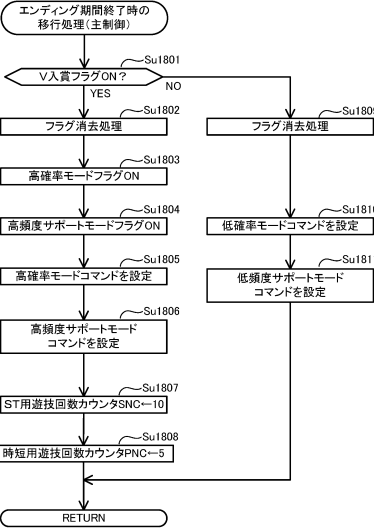 エンディング期間終了時の
移行処理(主制御)
Su1801
V入賞フラグON?
YES
NO
Su1802
フラグ消去処理
Su1803
高確率モードフラグON
Su1804
高頻度サポートモードフラグON
Su1805
高確率モードコマンドを設定
Su1806
高頻度サポートモード
コマンドを設定
Su1807
ST用遊技回数カウンタSNC←10
Su1808
時短用遊技回数カウンタPNC←5
Su1809
フラグ消去処理
Su1810
低確率モードコマンドを設定
Su181
低頻度サポートモード
コマンドを設定
RETURN